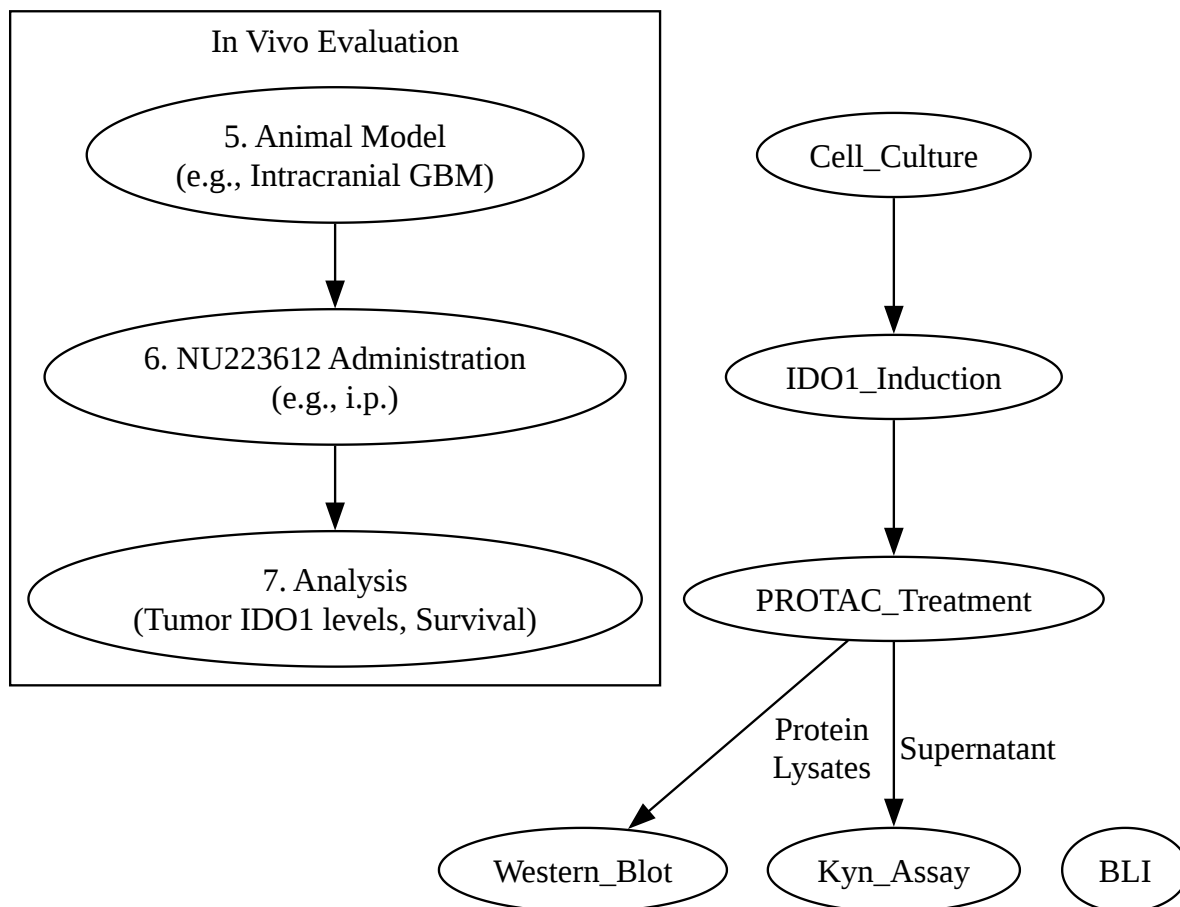 In Vivo Evaluation
5. Animal Model
(e.g., Intracranial GBM)
6. NU223612 Administration
(e.g., i.p.)
7. Analysis
(Tumor IDO1 levels, Survival)
Cell_Culture
IDO1_Induction
PROTAC_Treatment
Protein
Lysates
Supernatant
Western_Blot
Kyn_Assay
BLI